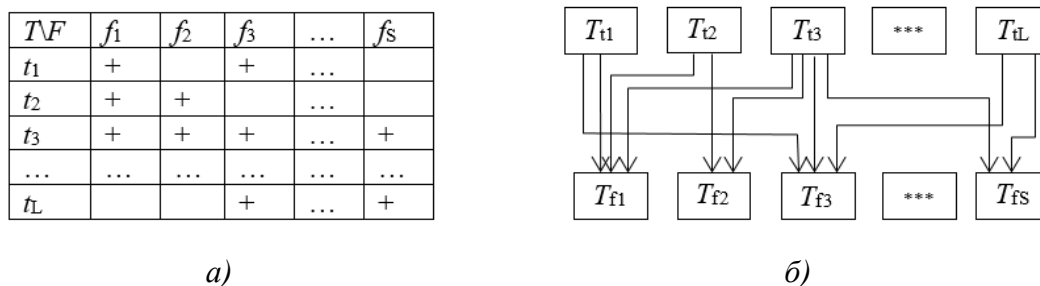 T\F f1 f2 f3 … fS
t1 + + …
t2 + + …
t3 + + + … +
… … … … … …
tL + … +
Tt1 Tt2 Tt3 *** TtL
Tf1 Tf2 Tf3 *** TfS
а) б)